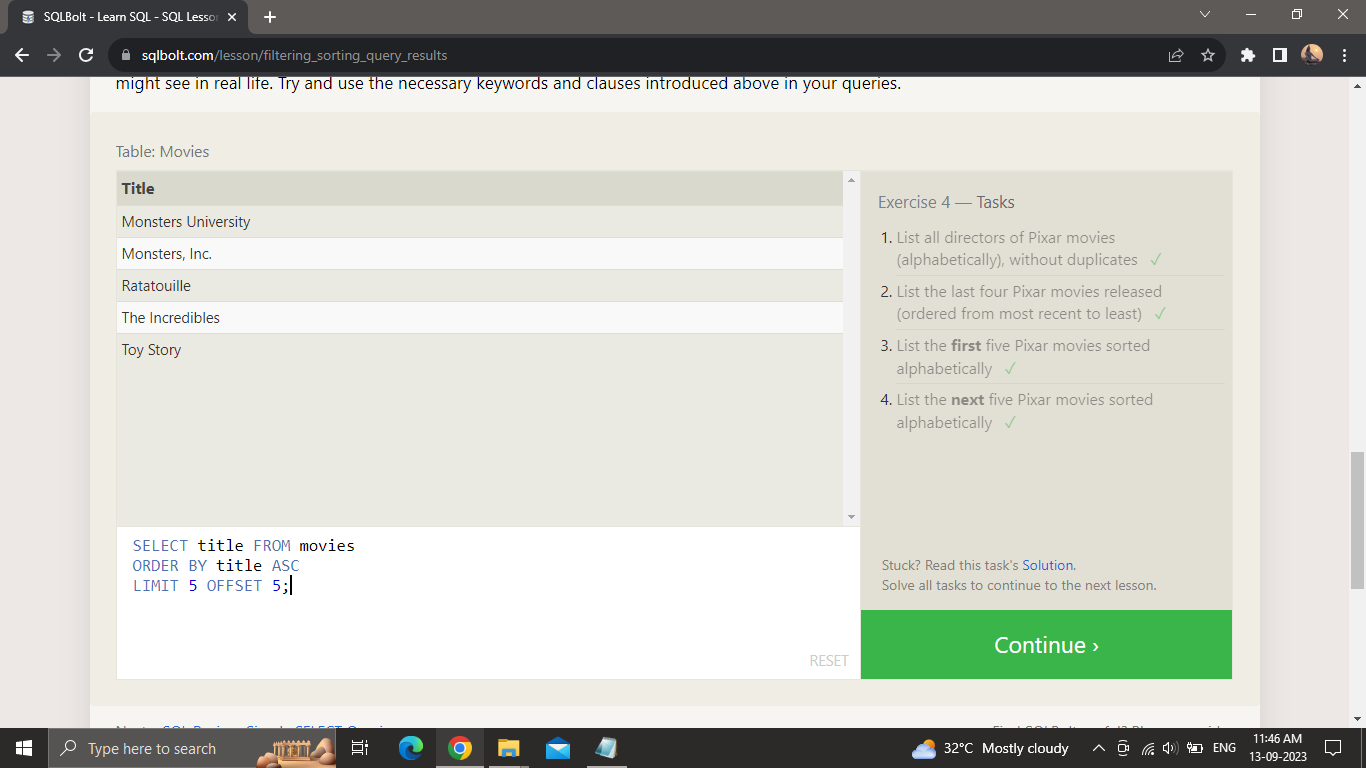 SQLBolt - Learn SQL - SQL Lesson
sqlbolt.com/lesson/filtering_sorting_query_results
might see in real life. Try and use the necessary keywords and clauses introduced above in your queries.
Table: Movies
Title
Monsters University
Monsters, Inc.
Ratatouille
The Incredibles
Toy Story
SELECT title FROM movies
ORDER BY title ASC
LIMIT 5 OFFSET 5;
RESET
Exercise 4 — Tasks
1. List all directors of Pixar movies
(alphabetically), without duplicates ✓
2. List the last four Pixar movies released
(ordered from most recent to least) ✓
3. List the first five Pixar movies sorted
alphabetically ✓
4. List the next five Pixar movies sorted
alphabetically ✓
Stuck? Read this task's Solution.
Solve all tasks to continue to the next lesson.
Continue ›
Type here to search
32°C Mostly cloudy
ENG
11:46 AM
13-09-2023